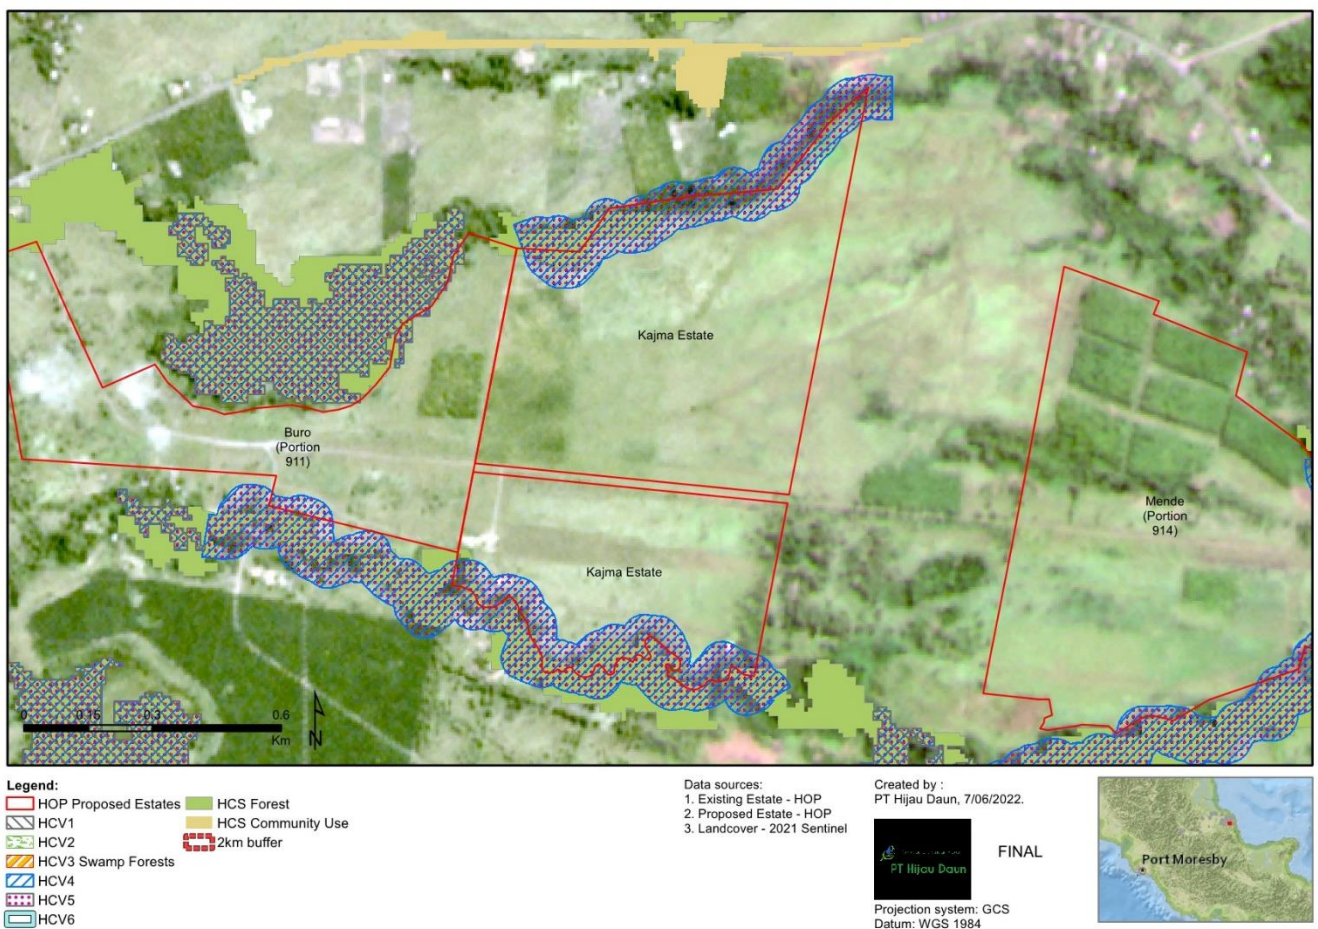 Kajma Estate
Buro
(Portion
911)
Mende
(Portion
914)
Kajma Estate
0 0.15 0.3 0.6
Km
N
Legend:
HOP Proposed Estates
HCV1
HCV2
HCV3 Swamp Forests
HCV4
HCV5
HCV6
HCS Forest
HCS Community Use
2km buffer
Data sources:
1. Existing Estate - HOP
2. Proposed Estate - HOP
3. Landcover - 2021 Sentinel
Created by :
PT Hijau Daun, 7/06/2022.
PT Hijau Daun
FINAL
Projection system: GCS
Datum: WGS 1984
Port Moresby